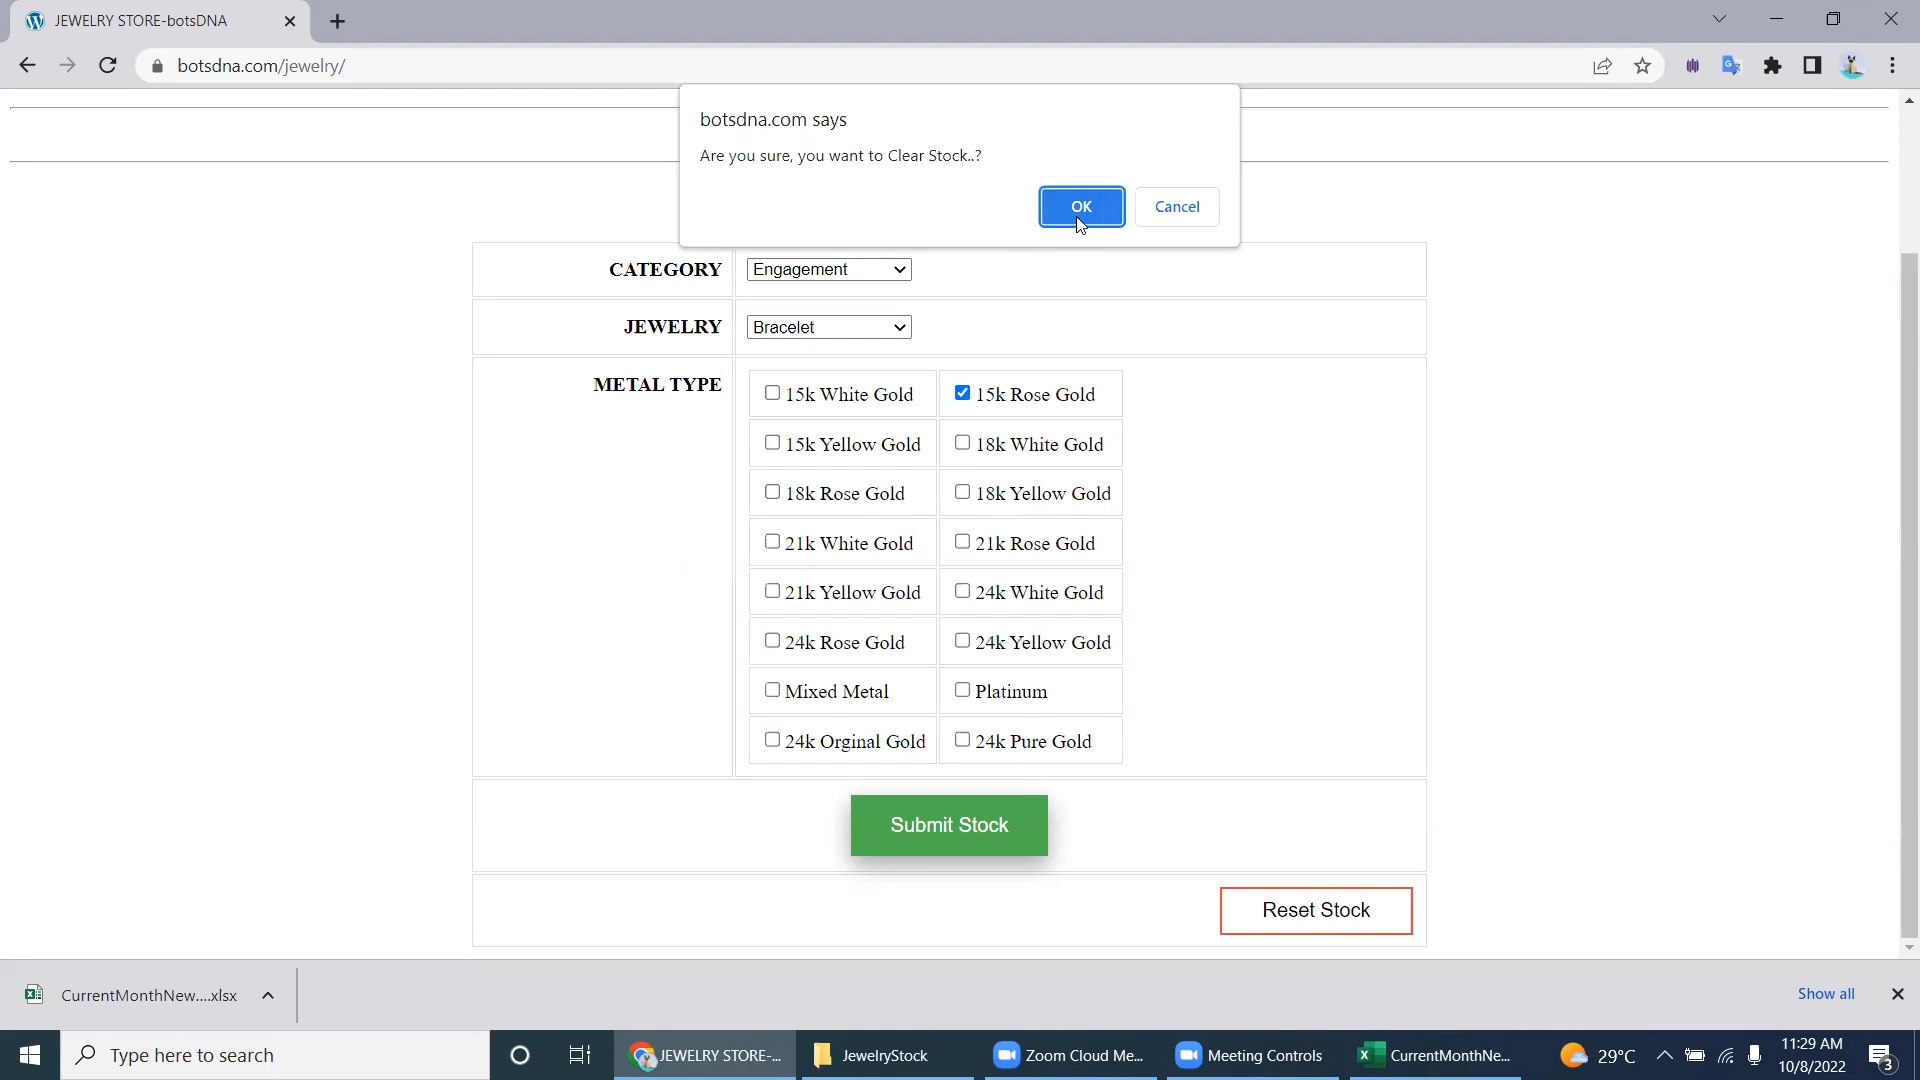 JEWELRY STORE-botsDNA
botsdna.com/jewelry/
botsdna.com says
Are you sure, you want to Clear Stock..?
OK
Cancel
CATEGORY
Engagement
JEWELRY
Bracelet
METAL TYPE
15k White Gold
15k Rose Gold
15k Yellow Gold
18k White Gold
18k Rose Gold
18k Yellow Gold
21k White Gold
21k Rose Gold
21k Yellow Gold
24k White Gold
24k Rose Gold
24k Yellow Gold
Mixed Metal
Platinum
24k Orginal Gold
24k Pure Gold
Submit Stock
Reset Stock
CurrentMonthNew....xlsx
Show all
Type here to search
JEWELRY STORE-...
JewelryStock
Zoom Cloud Me...
Meeting Controls
CurrentMonthNe...
29°C
11:29 AM
10/8/2022
3